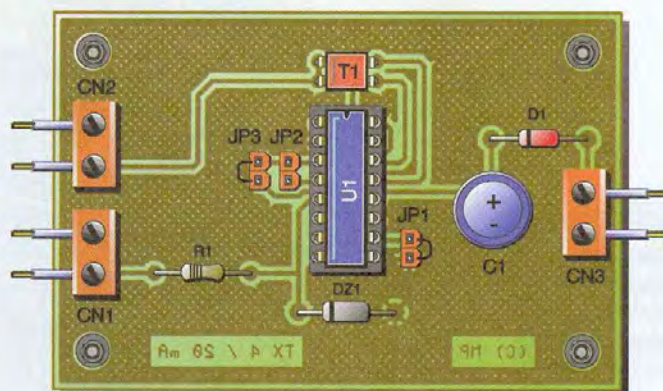 T1
CN2
D1
JP3 JP2
U1
JP1
R1
C1
CN3
DZ1
CN1
TX 4 / 20 mA
(C) MP